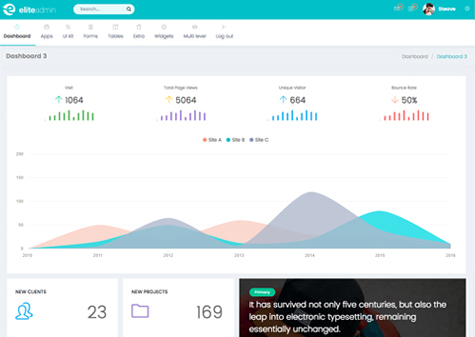 eliteadmin Search... Steave
Dashboard Apps UI Kit Forms Tables Extra Widgets Multi level Log out
Dashboard 3 Dashboard / Dashboard 3
Visit Total Page Views Unique Visitor Bounce Rate
1064 5064 664 50%
Site A Site B Site C
200
150
100
50
0
2010 2011 2012 2013 2014 2015 2016
NEW CLIENTS NEW PROJECTS
23 169
Primary
It has survived not only five centuries, but also the
leap into electronic typesetting, remaining
essentially unchanged.